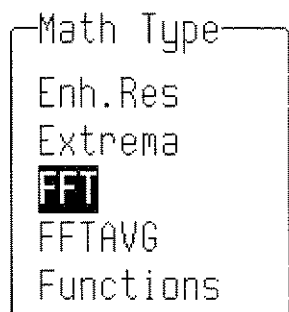 Math Type
Enh.Res
Extrema
FFT
FFTAVG
Functions